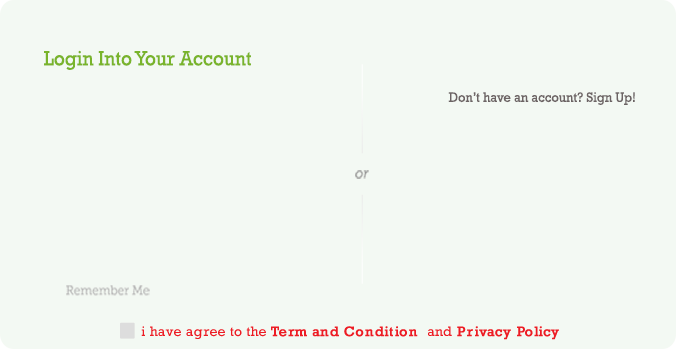 Login Into Your Account
Don't have an account? Sign Up!
or
Remember Me
i have agree to the Term and Condition and Privacy Policy